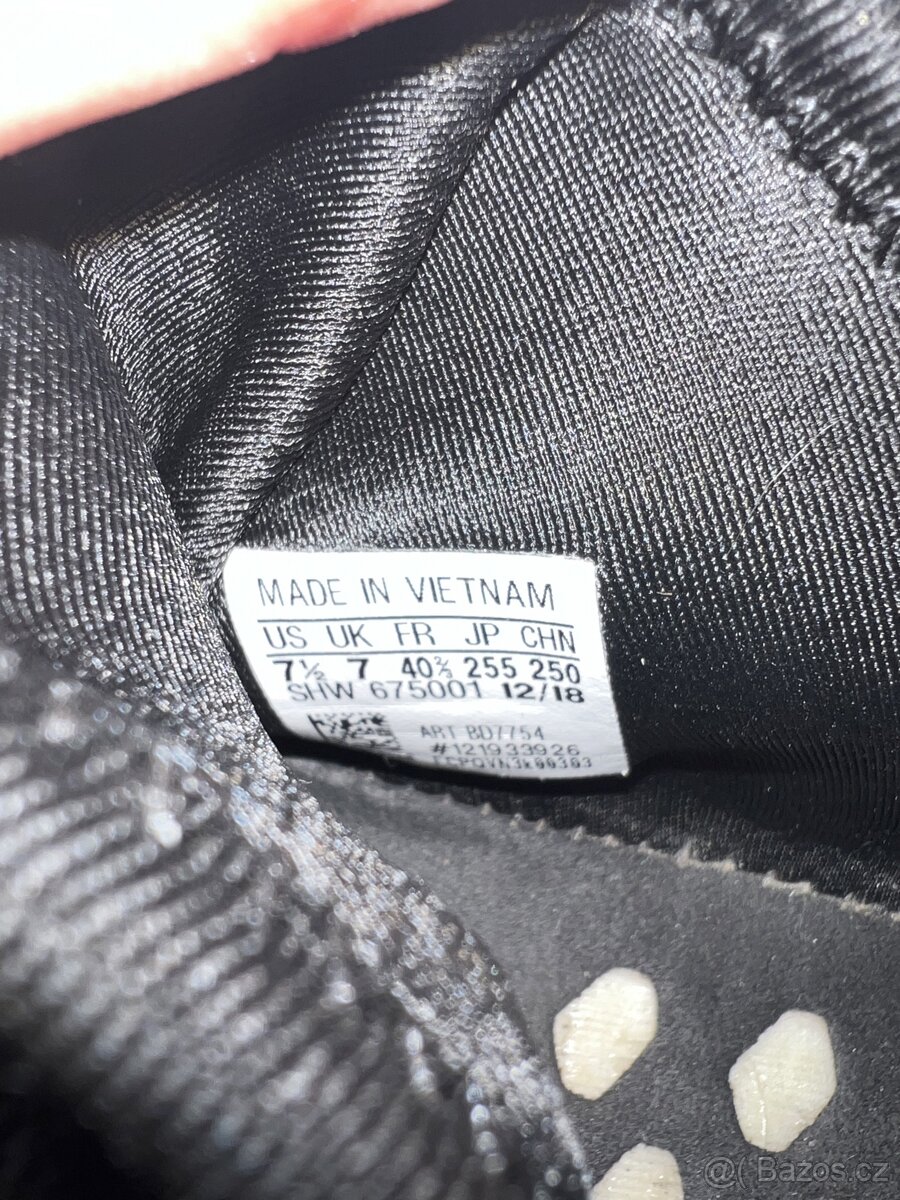 MADE IN VIETNAM
US UK FR JP CHN
7½ 7 40⅔ 255 250
SHW 675001 12/18
ART BD7754
#121933926
@( Bazos.cz